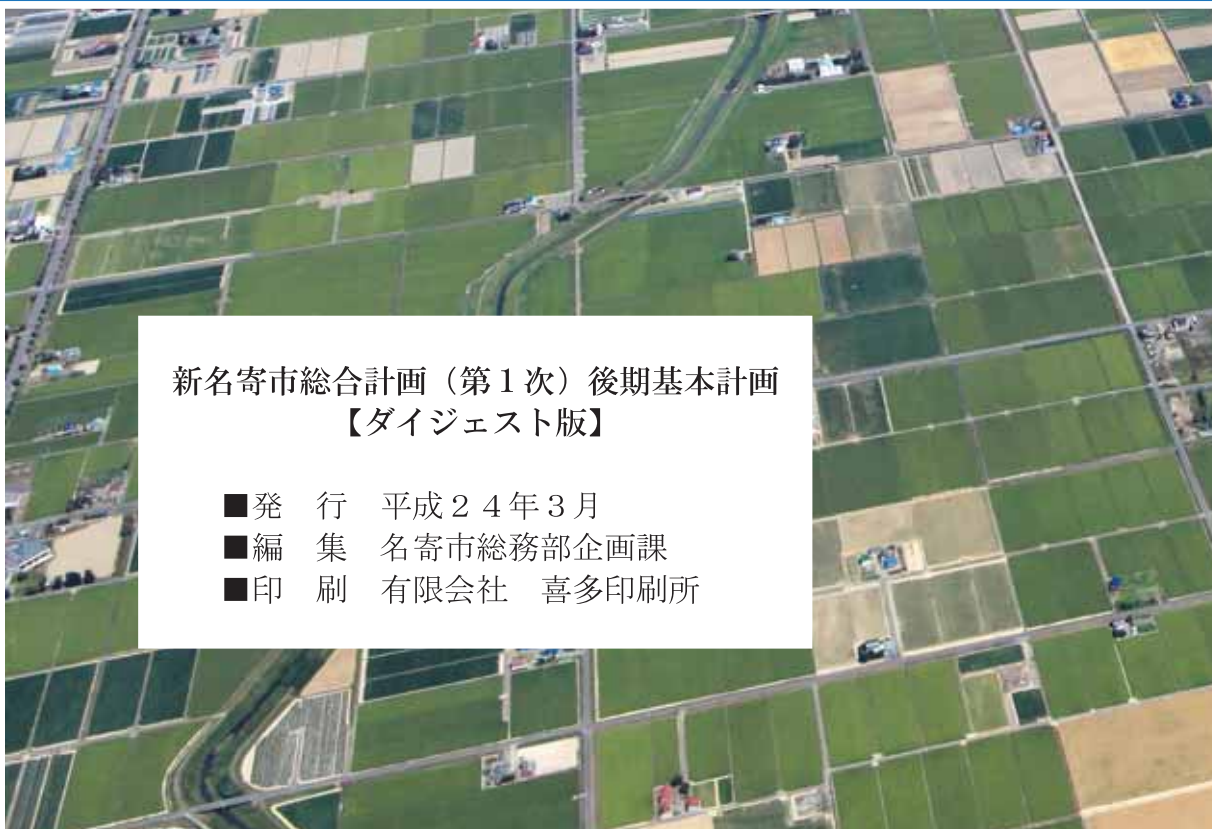 新名寄市総合計画（第１次）後期基本計画
【ダイジェスト版】
■発　行　平成２４年３月
■編　集　名寄市総務部企画課
■印　刷　有限会社　喜多印刷所